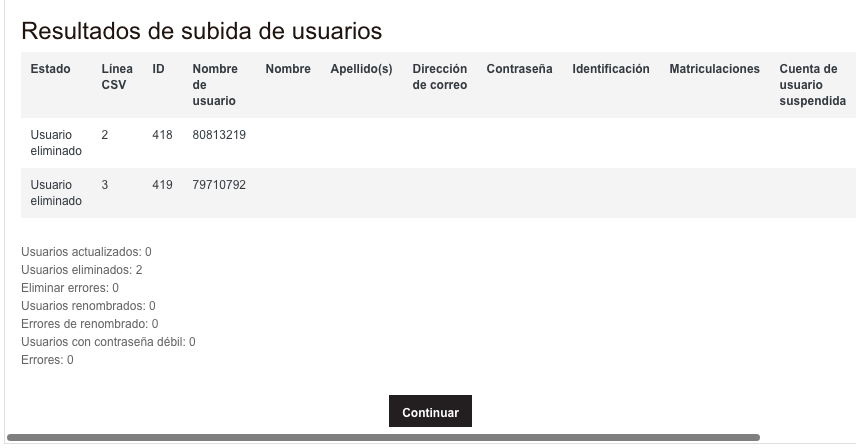 Resultados de subida de usuarios
Estado Línea CSV ID Nombre de usuario Nombre Apellido(s) Dirección de correo Contraseña Identificación Matriculaciones Cuenta de usuario suspendida
Usuario eliminado 2 418 80813219
Usuario eliminado 3 419 79710792
Usuarios actualizados: 0
Usuarios eliminados: 2
Eliminar errores: 0
Usuarios renombrados: 0
Errores de renombrado: 0
Usuarios con contraseña débil: 0
Errores: 0
Continuar